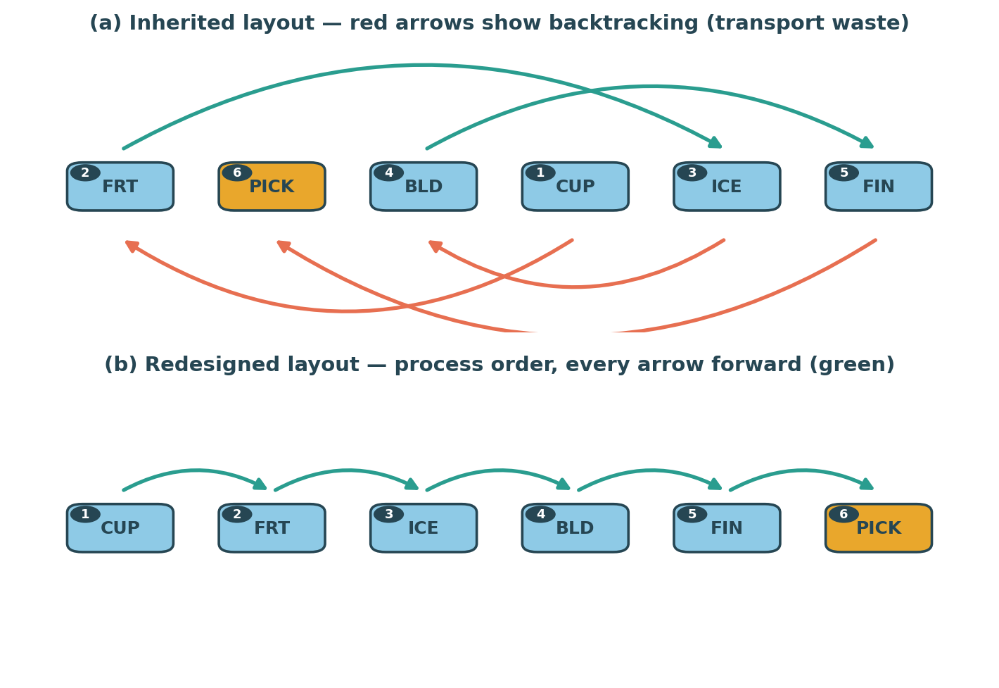 (a) Inherited layout — red arrows show backtracking (transport waste)
2 FRT
6 PICK
4 BLD
1 CUP
3 ICE
5 FIN
(b) Redesigned layout — process order, every arrow forward (green)
1 CUP
2 FRT
3 ICE
4 BLD
5 FIN
6 PICK